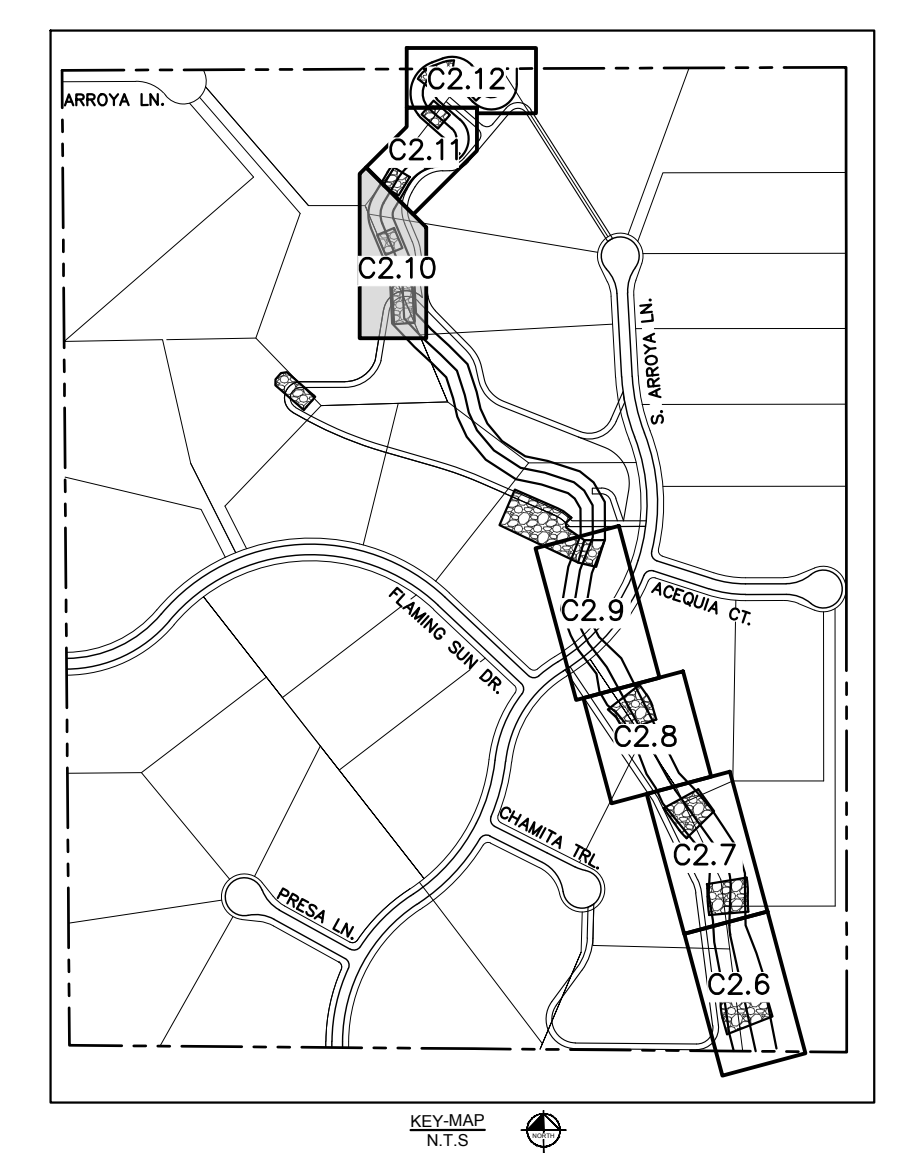 C2.12
ARROYA LN.
C2.11
C2.10
S. ARROYA LN.
C2.9
ACEQUIA CT.
FLAMING SUN DR.
C2.8
CHAMITA TRL.
C2.7
PRESA LN.
C2.6
KEY-MAP
N.T.S
NORTH